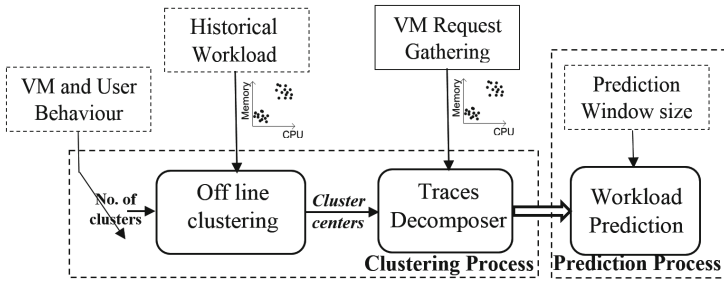 Historical
Workload
VM Request
Gathering
VM and User
Behaviour
Memory
CPU
Memory
CPU
Prediction
Window size
No. of
clusters
Off line
clustering
Cluster
centers
Traces
Decomposer
Workload
Prediction
Clustering Process
Prediction Process